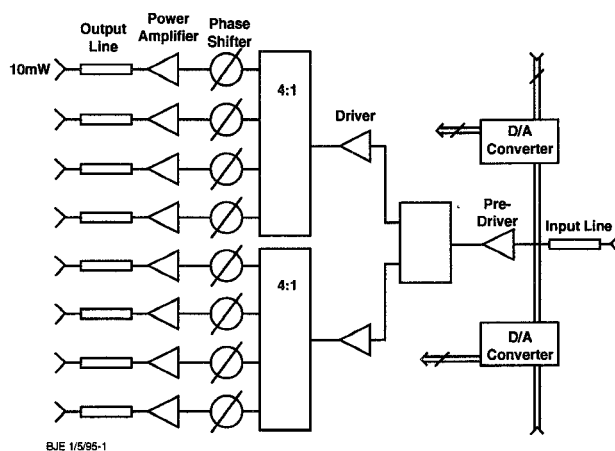 Output
Line
Power
Amplifier
Phase
Shifter
10mW
4:1
Driver
D/A
Converter
Pre-
Driver
Input Line
4:1
D/A
Converter
BJE 1/5/95-1